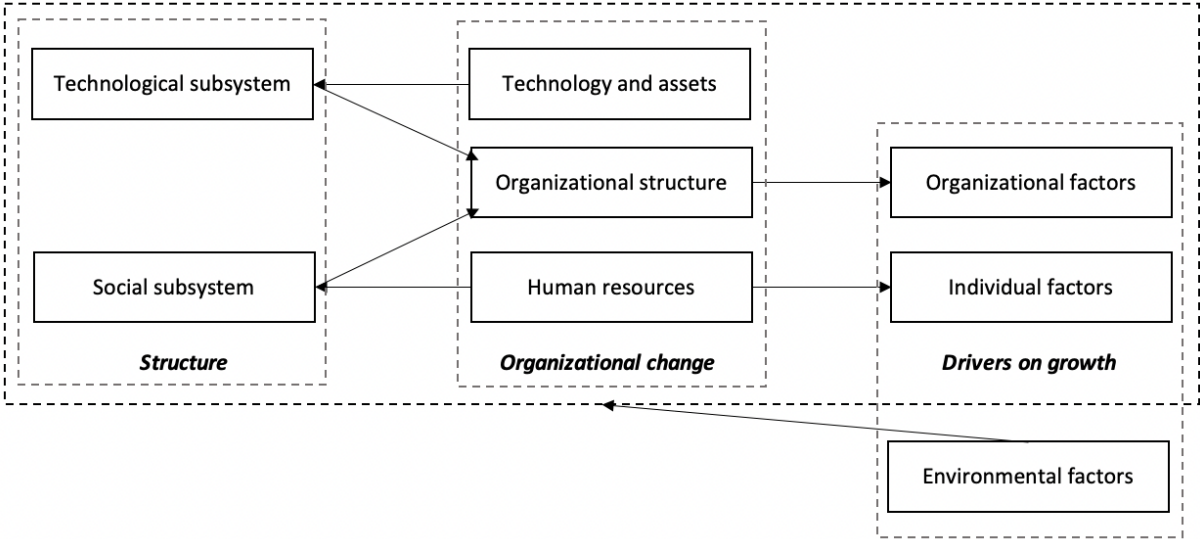 Technological subsystem
Technology and assets
Organizational structure
Organizational factors
Social subsystem
Human resources
Individual factors
Structure
Organizational change
Drivers on growth
Environmental factors